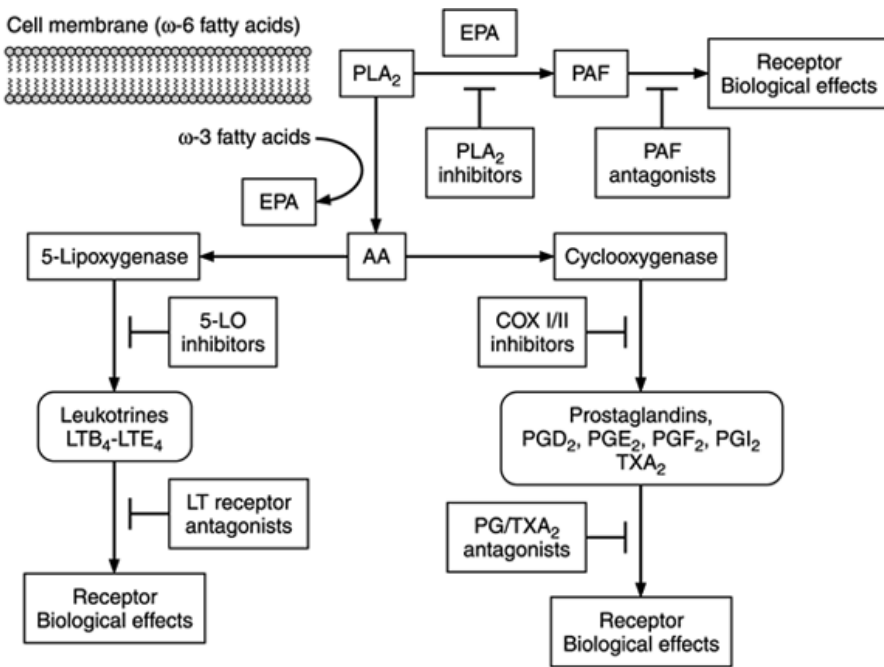 Cell membrane (ω-6 fatty acids)
EPA
PLA₂
PAF
Receptor
Biological effects
ω-3 fatty acids
PLA₂
inhibitors
PAF
antagonists
EPA
5-Lipoxygenase
AA
Cyclooxygenase
5-LO
inhibitors
COX I/II
inhibitors
Leukotrines
LTB₄-LTE₄
Prostaglandins,
PGD₂, PGE₂, PGF₂, PGI₂
TXA₂
LT receptor
antagonists
PG/TXA₂
antagonists
Receptor
Biological effects
Receptor
Biological effects